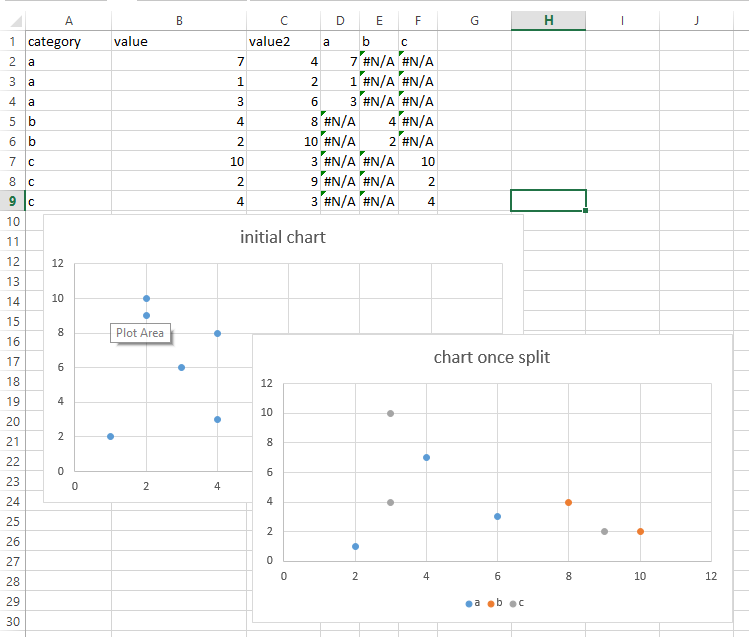 A B C D E F G H I J
1 category value value2 a b c
2 a 7 4 7 #N/A #N/A
3 a 1 2 1 #N/A #N/A
4 a 3 6 3 #N/A #N/A
5 b 4 8 #N/A 4 #N/A
6 b 2 10 #N/A 2 #N/A
7 c 10 3 #N/A #N/A 10
8 c 2 9 #N/A #N/A 2
9 c 4 3 #N/A #N/A 4
10
11
12
13
14
15
16
17
18
19
20
21
22
23
24
25
26
27
28
29
30
initial chart
12
10
8
6
4
2
0
0 2 4
Plot Area
chart once split
12
10
8
6
4
2
0
0 2 4 6 8 10 12
a b c